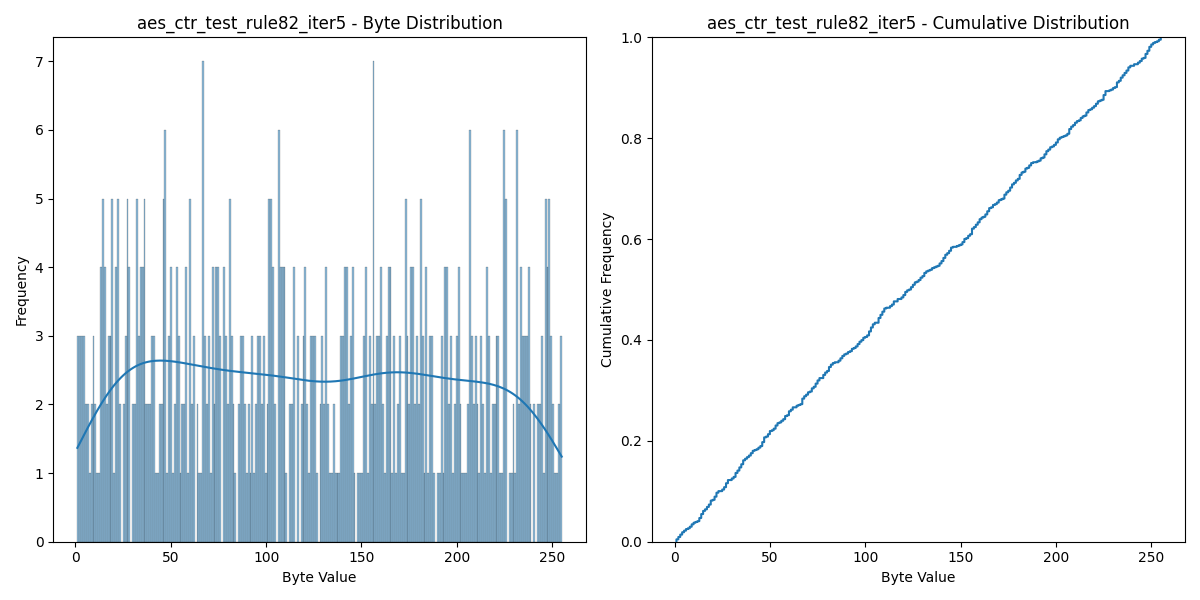 aes_ctr_test_rule82_iter5 - Byte Distribution
Frequency
7
6
5
4
3
2
1
0
0 50 100 150 200 250
Byte Value
aes_ctr_test_rule82_iter5 - Cumulative Distribution
Cumulative Frequency
1.0
0.8
0.6
0.4
0.2
0.0
0 50 100 150 200 250
Byte Value